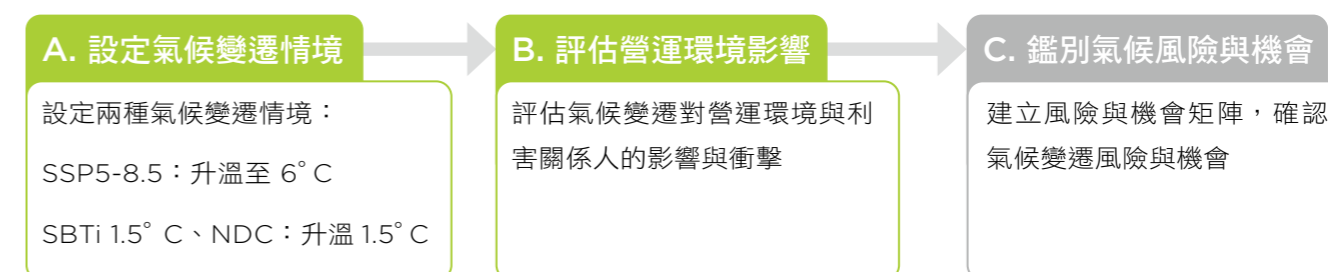 A. 設定氣候變遷情境
設定兩種氣候變遷情境：
SSP5-8.5：升溫至 6°C
SBTi 1.5°C、NDC：升溫 1.5°C
B. 評估營運環境影響
評估氣候變遷對營運環境與利
害關係人的影響與衝擊
C. 鑑別氣候風險與機會
建立風險與機會矩陣，確認
氣候變遷風險與機會